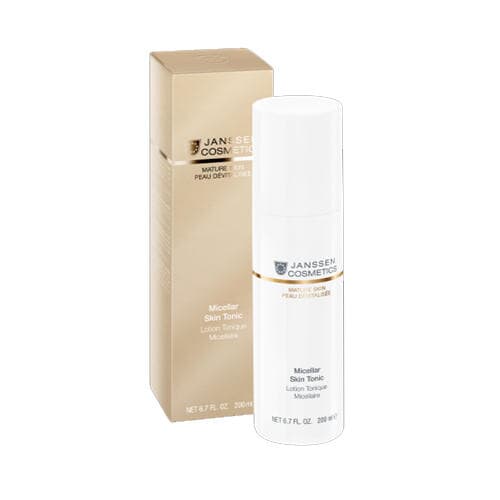 JANSSEN
COSMETICS
MATURE SKIN
PEAU DÉVITALISÉE
Micellar
Skin Tonic
Lotion Tonique
Micellaire
NET 6.7 FL. OZ. 200 ml
JANSSEN
COSMETICS
MATURE SKIN
PEAU DÉVITALISÉE
Micellar
Skin Tonic
Lotion Tonique
Micellaire
NET 6.7 FL. OZ. 200 ml ℮